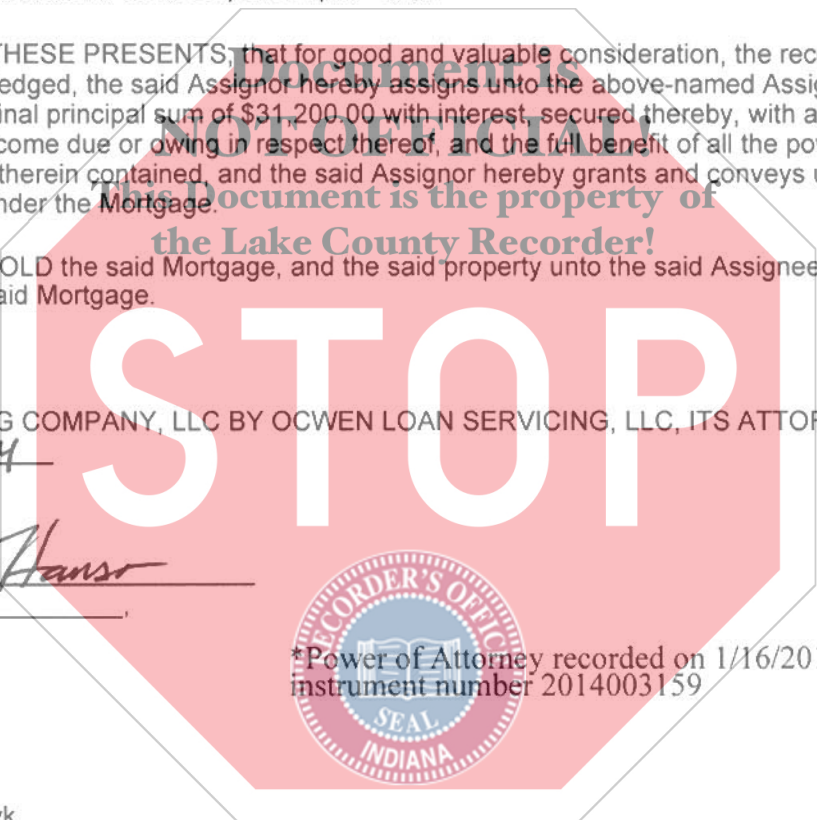 THESE PRESENTS, that for good and valuable consideration, the rec
edged, the said Assignor hereby assigns unto the above-named Assig
inal principal sum of $31,200.00 with interest, secured thereby, with a
come due or owing in respect thereof, and the full benefit of all the po
therein contained, and the said Assignor hereby grants and conveys u
nder the Mortgage.
Document is
NOT OFFICIAL!
This Document is the property of
the Lake County Recorder!
OLD the said Mortgage, and the said property unto the said Assignee
aid Mortgage.
STOP
G COMPANY, LLC BY OCWEN LOAN SERVICING, LLC, ITS ATTOR
Hanso
RECORDER'S OFFICE
SEAL
INDIANA
*Power of Attorney recorded on 1/16/201
instrument number 2014003159